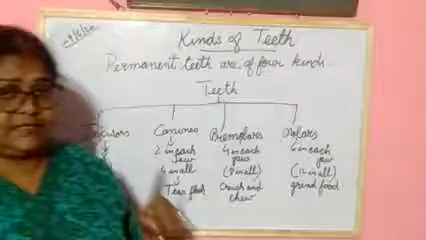 Kinds of Teeth
Permanent teeth are of four kinds
Teeth
Canines
2 in each
jaw
4 in all
Tear flesh
Premolars
4 in each
jaw
(8 in all)
Crush and
chew
Molars
6 in each
jaw
(12 in all)
grind food